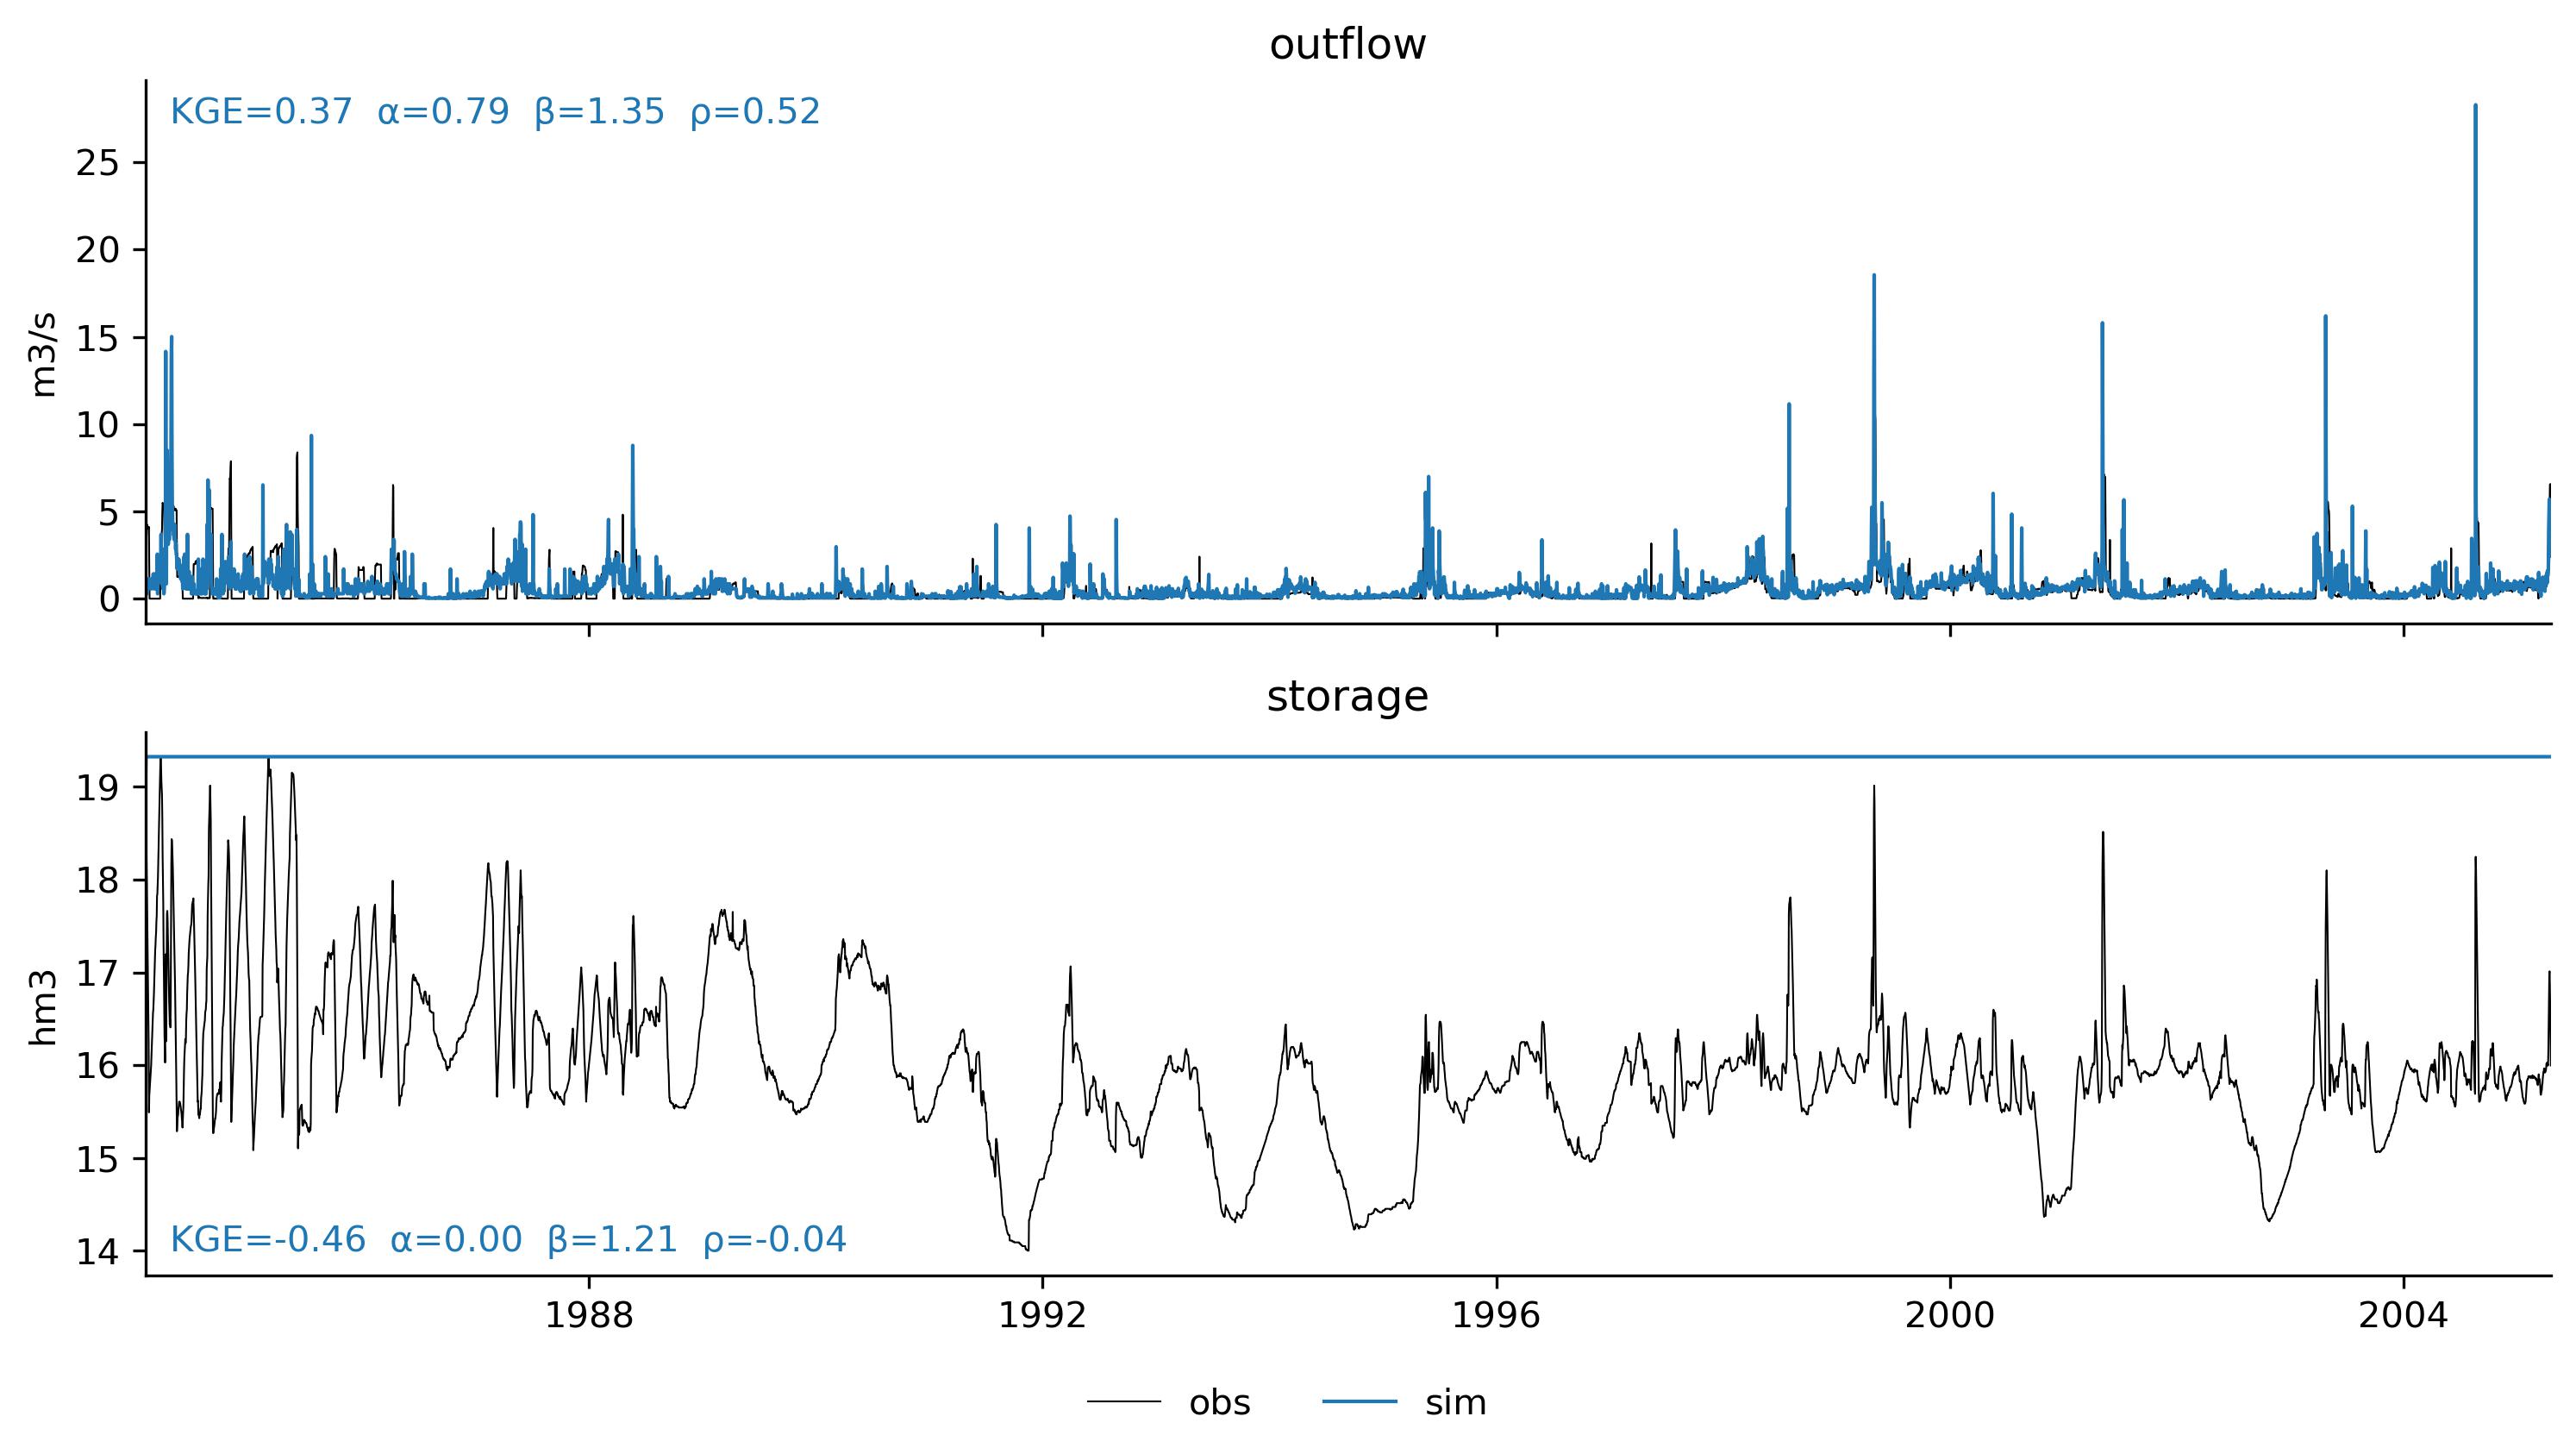 outflow
KGE=0.37 α=0.79 β=1.35 ρ=0.52
m3/s
25
20
15
10
5
0
storage
hm3
19
18
17
16
15
14
KGE=-0.46 α=0.00 β=1.21 ρ=-0.04
1988 1992 1996 2000 2004
obs sim